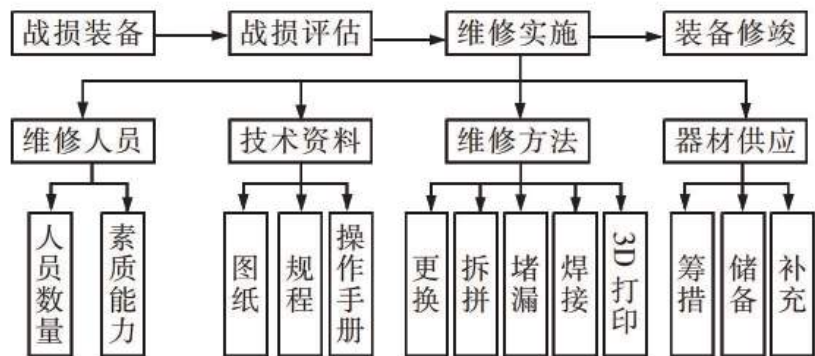 战损装备
战损评估
维修实施
装备修竣
维修人员
技术资料
维修方法
器材供应
人员数量
素质能力
图纸
规程
操作手册
更换
拆拼
堵漏
焊接
3D打印
筹措
储备
补充